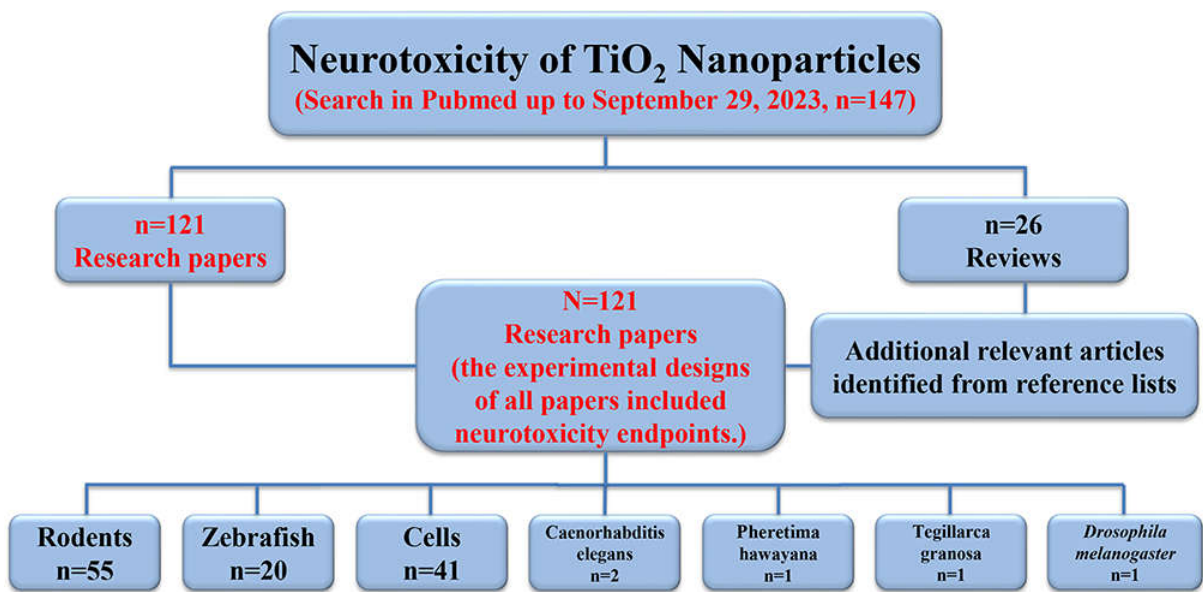 Neurotoxicity of TiO₂ Nanoparticles
(Search in Pubmed up to September 29, 2023, n=147)
n=121
Research papers
n=26
Reviews
N=121
Research papers
(the experimental designs
of all papers included
neurotoxicity endpoints.)
Additional relevant articles
identified from reference lists
Rodents
n=55
Zebrafish
n=20
Cells
n=41
Caenorhabditis
elegans
n=2
Pheretima
hawayana
n=1
Tegillarca
granosa
n=1
Drosophila
melanogaster
n=1